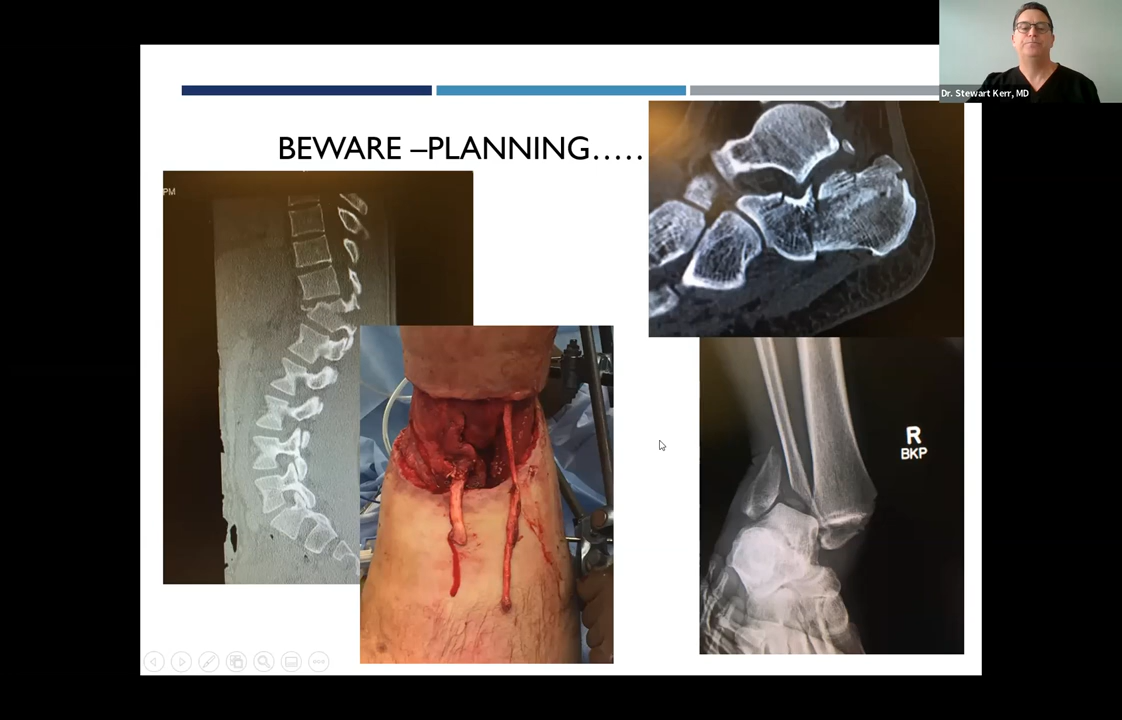 Dr. Stewart Kerr, MD
BEWARE –PLANNING.....
PM
R
BKP